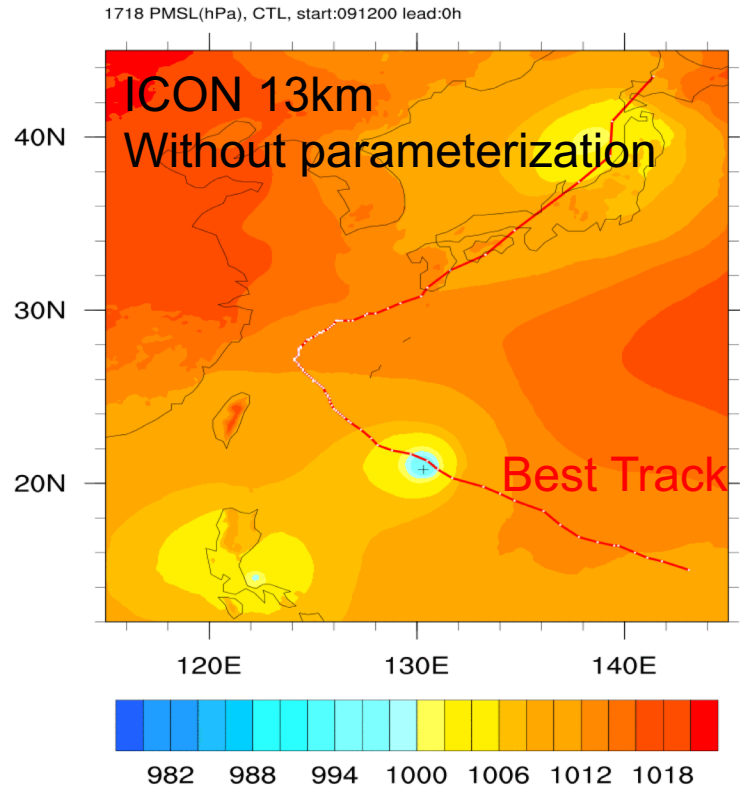 1718 PMSL(hPa), CTL, start:091200 lead:0h
ICON 13km
Without parameterization
40N
30N
20N
Best Track
120E 130E 140E
982 988 994 1000 1006 1012 1018